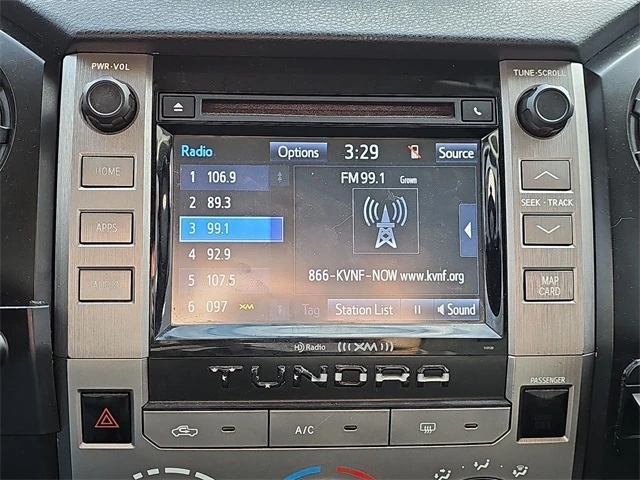 PWR·VOL
TUNE·SCROLL
Radio Options 3:29 Source
1 106.9
2 89.3
3 99.1
4 92.9
5 107.5
6 097 XM
FM 99.1 Grown
866-KVNF-NOW www.kvnf.org
Tag Station List Sound
HOME
APPS
AUDIO
SEEK·TRACK
MAP
CARD
HD Radio ((XM))
TUNDRA
PASSENGER
A/C